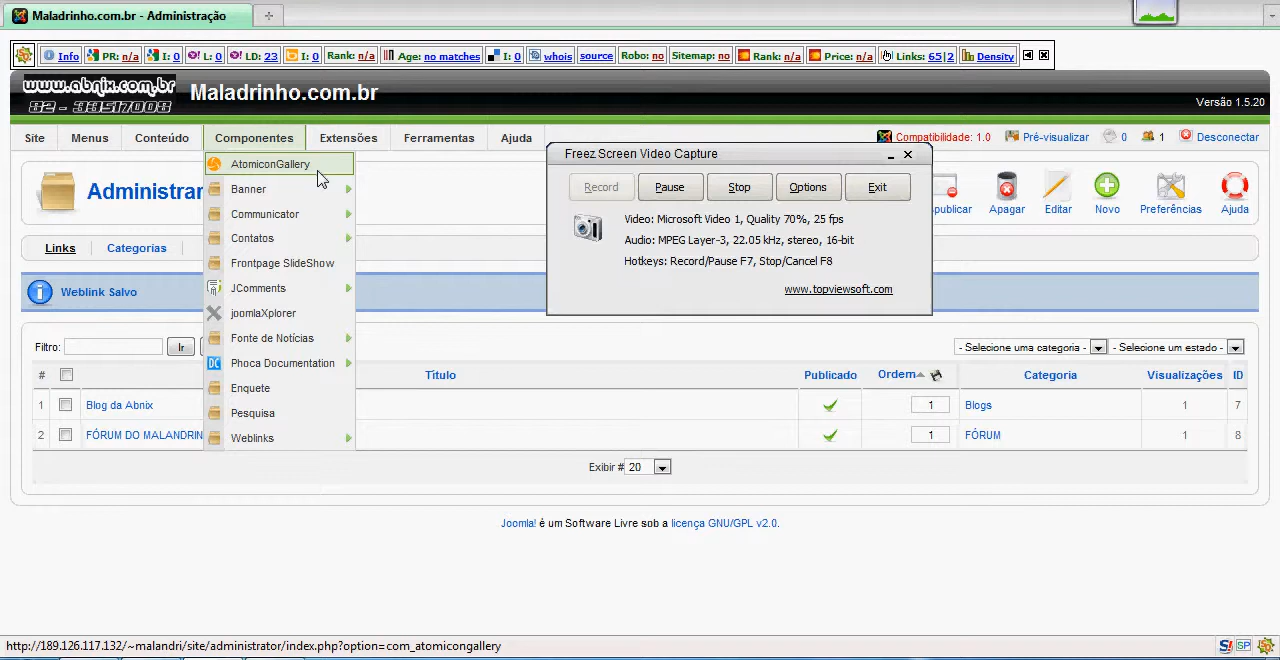 Maladrinho.com.br - Administração
Info PR: n/a I: 0 L: 0 LD: 23 I: 0 Rank: n/a Age: no matches I: 0 whois source Robo: no Sitemap: no Rank: n/a Price: n/a Links: 65|2 Density
www.abnix.com.br
82 - 33517008
Maladrinho.com.br
Versão 1.5.20
Site Menus Conteúdo Componentes Extensões Ferramentas Ajuda
Compatibilidade: 1.0 Pré-visualizar 0 1 Desconectar
AtomiconGallery
Banner
Communicator
Contatos
Frontpage SlideShow
JComments
joomlaXplorer
Fonte de Notícias
Phoca Documentation
Enquete
Pesquisa
Weblinks
Freez Screen Video Capture
Record Pause Stop Options Exit
Video: Microsoft Video 1, Quality 70%, 25 fps
Audio: MPEG Layer-3, 22.05 kHz, stereo, 16-bit
Hotkeys: Record/Pause F7, Stop/Cancel F8
www.topviewsoft.com
Administrar
publicar Apagar Editar Novo Preferências Ajuda
Links Categorias
Weblink Salvo
Filtro: Ir
- Selecione uma categoria - - Selecione um estado -
# Título Publicado Ordem Categoria Visualizações ID
1 Blog da Abnix 1 Blogs 1 7
2 FÓRUM DO MALANDRIN 1 FÓRUM 1 8
Exibir # 20
Joomla! é um Software Livre sob a licença GNU/GPL v2.0.
http://189.126.117.132/~malandri/site/administrator/index.php?option=com_atomicongallery